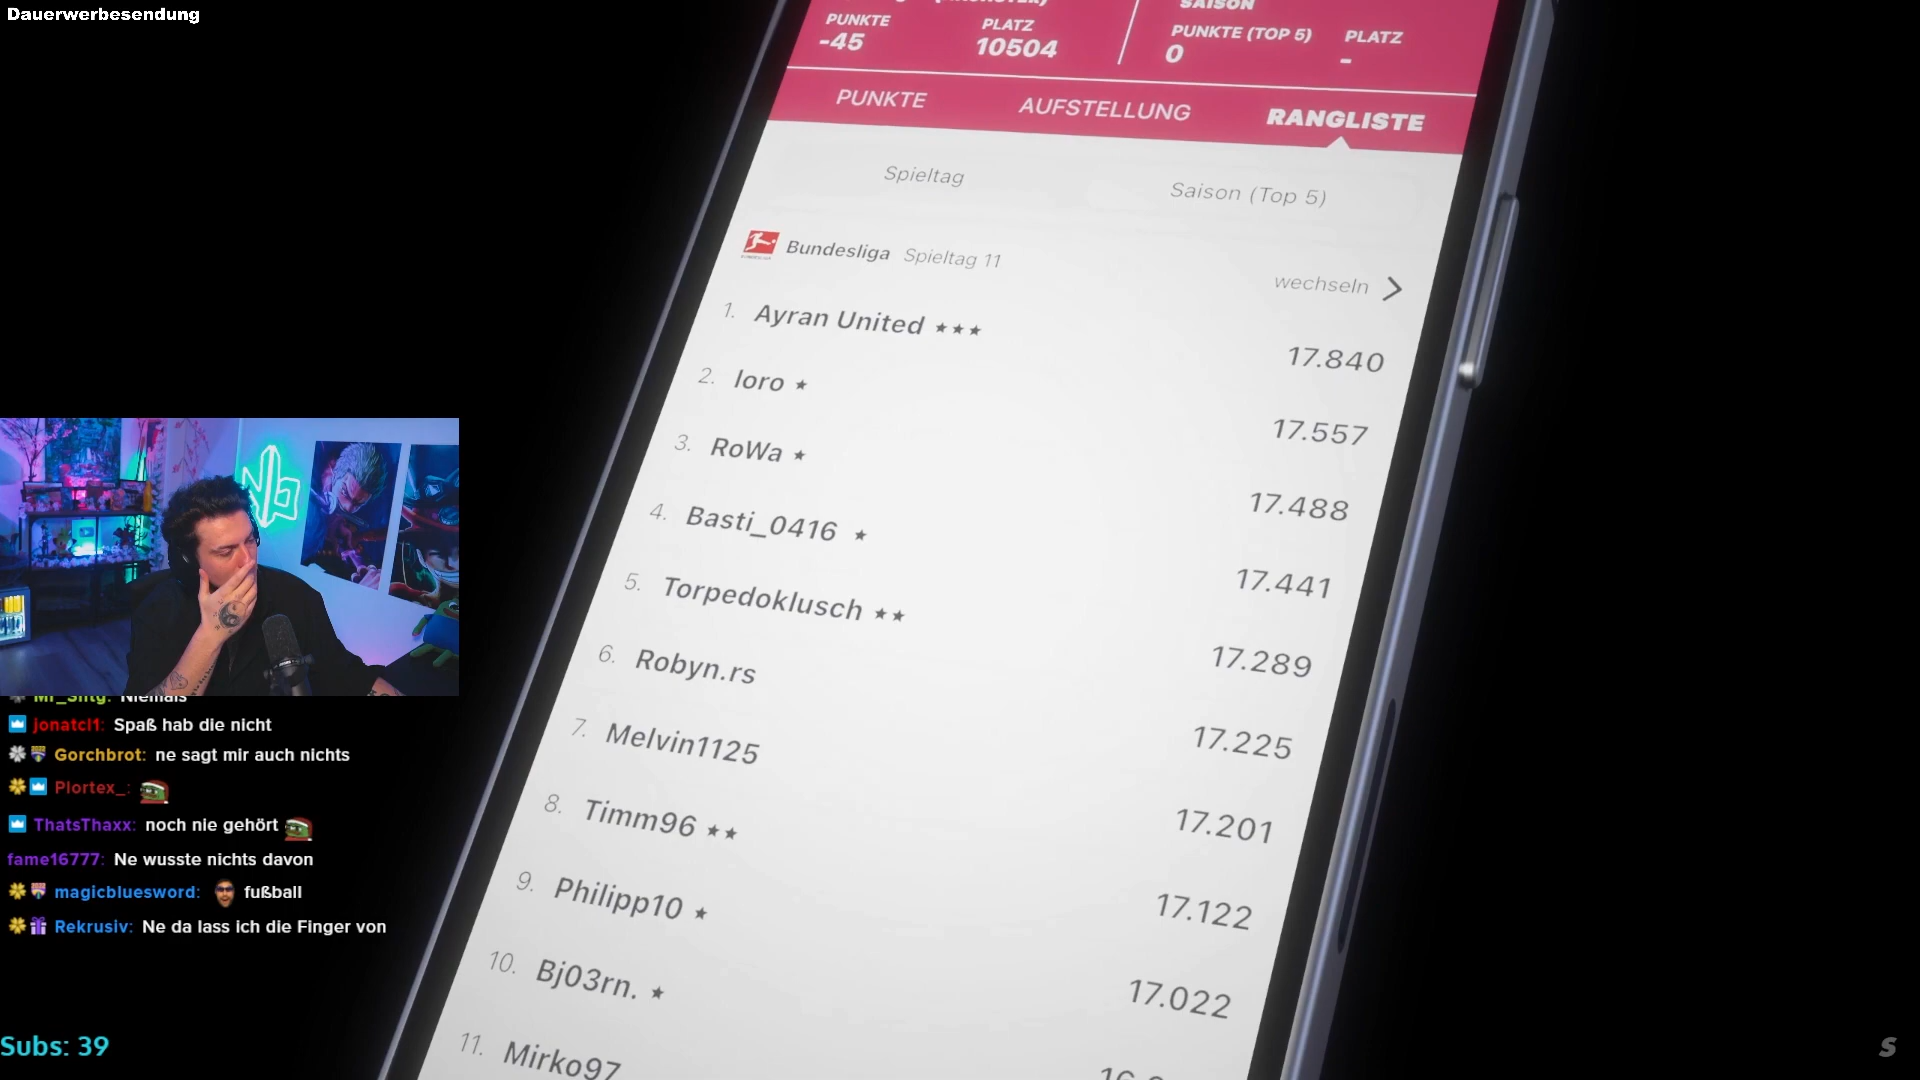 Dauerwerbesendung
SAISON
PUNKTE
-45
PLATZ
10504
PUNKTE (TOP 5)
0
PLATZ
-
PUNKTE
AUFSTELLUNG
RANGLISTE
Spieltag
Saison (Top 5)
Bundesliga Spieltag 11
wechseln
1. Ayran United ★★★ 17.840
2. loro ★ 17.557
3. RoWa ★ 17.488
4. Basti_0416 ★ 17.441
5. Torpedoklusch ★★ 17.289
6. Robyn.rs 17.225
7. Melvin1125 17.201
8. Timm96 ★★ 17.122
9. Philipp10 ★ 17.022
10. Bj03rn. ★
11. Mirko97
Niemals
jonatcl1: Spaß hab die nicht
Gorchbrot: ne sagt mir auch nichts
Plortex_:
ThatsThaxx: noch nie gehört
fame16777: Ne wusste nichts davon
magicbluesword: fußball
Rekrusiv: Ne da lass ich die Finger von
Subs: 39
S